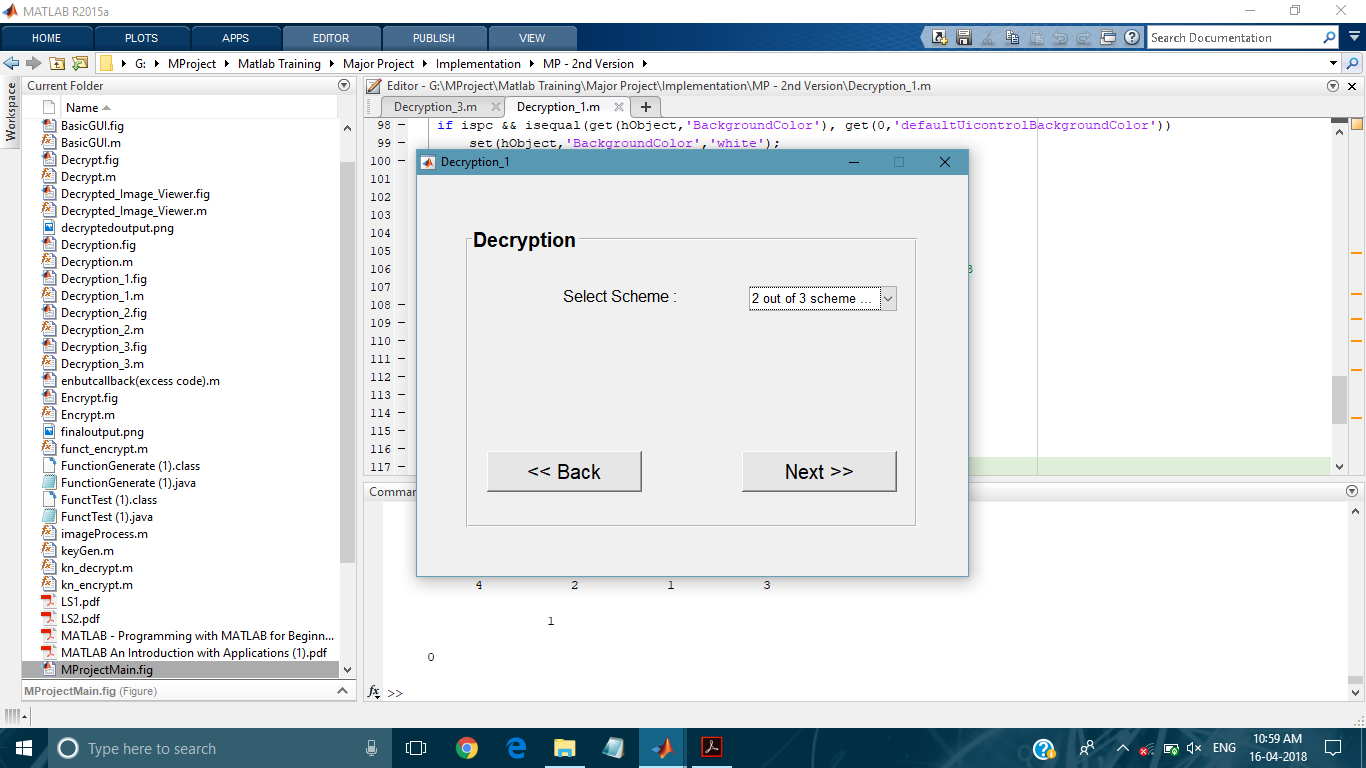 MATLAB R2015a
HOME PLOTS APPS EDITOR PUBLISH VIEW Search Documentation
G: MProject Matlab Training Major Project Implementation MP - 2nd Version
Workspace
Current Folder
Name
BasicGUI.fig
BasicGUI.m
Decrypt.fig
Decrypt.m
Decrypted_Image_Viewer.fig
Decrypted_Image_Viewer.m
decryptedoutput.png
Decryption.fig
Decryption.m
Decryption_1.fig
Decryption_1.m
Decryption_2.fig
Decryption_2.m
Decryption_3.fig
Decryption_3.m
enbutcallback(excess code).m
Encrypt.fig
Encrypt.m
finaloutput.png
funct_encrypt.m
FunctionGenerate (1).class
FunctionGenerate (1).java
FunctTest (1).class
FunctTest (1).java
imageProcess.m
keyGen.m
kn_decrypt.m
kn_encrypt.m
LS1.pdf
LS2.pdf
MATLAB - Programming with MATLAB for Beginn...
MATLAB An Introduction with Applications (1).pdf
MProjectMain.fig
MProjectMain.fig (Figure)
Editor - G:\MProject\Matlab Training\Major Project\Implementation\MP - 2nd Version\Decryption_1.m
Decryption_3.m Decryption_1.m
98 – if ispc && isequal(get(hObject,'BackgroundColor'), get(0,'defaultUicontrolBackgroundColor'))
99 – set(hObject,'BackgroundColor','white');
100 –
101
102
103
104
105
106
107
108 –
109 –
110 –
111 –
112 –
113 –
114 –
115 –
116 –
117 –
Decryption_1
Decryption
Select Scheme :
2 out of 3 scheme ...
<< Back
Next >>
Comma
4 2 1 3
1
0
fx >>
Type here to search
ENG
10:59 AM
16-04-2018